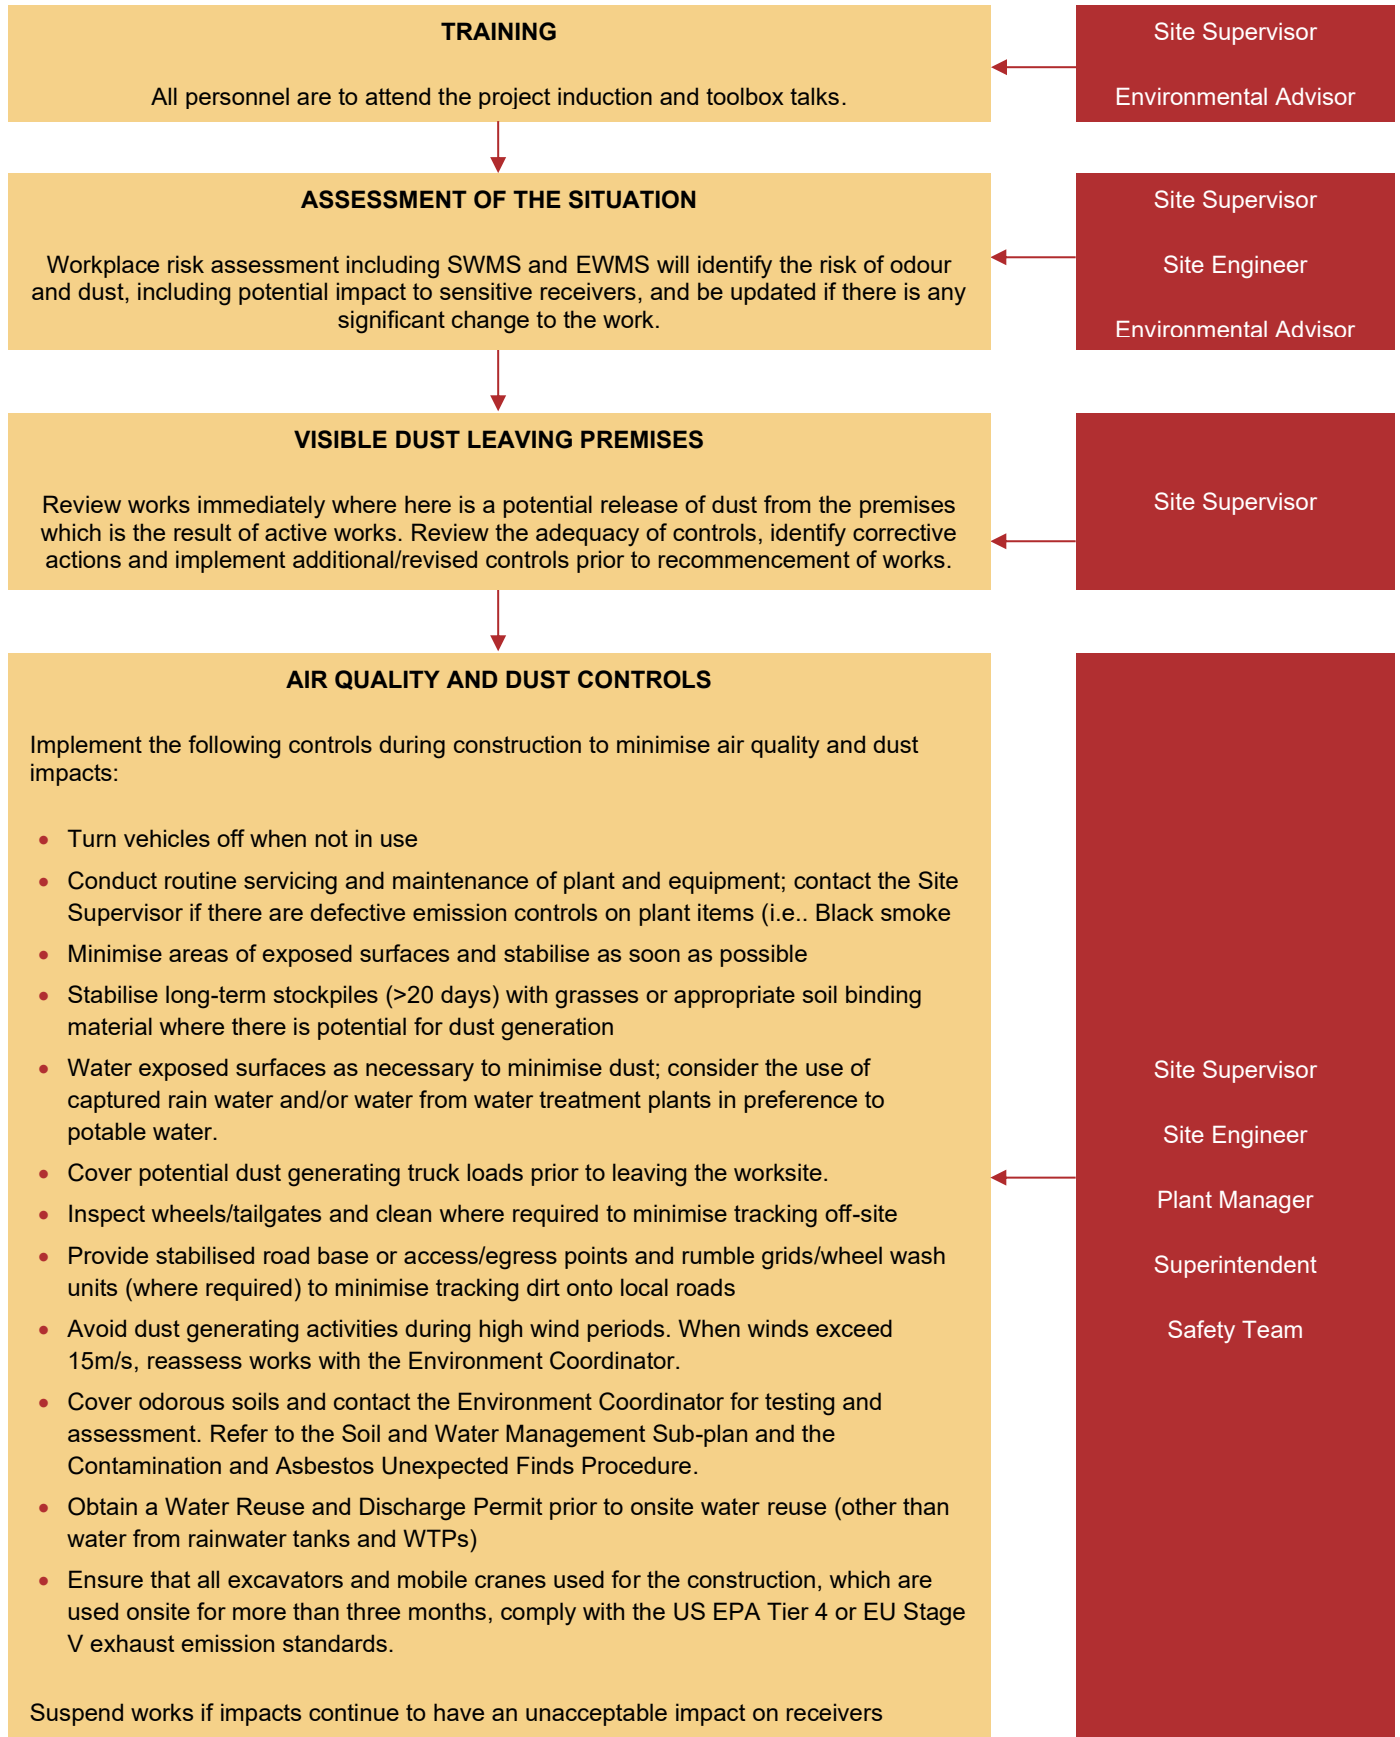 TRAINING
All personnel are to attend the project induction and toolbox talks.
Site Supervisor
Environmental Advisor
ASSESSMENT OF THE SITUATION
Workplace risk assessment including SWMS and EWMS will identify the risk of odour
and dust, including potential impact to sensitive receivers, and be updated if there is any
significant change to the work.
Site Supervisor
Site Engineer
Environmental Advisor
VISIBLE DUST LEAVING PREMISES
Review works immediately where here is a potential release of dust from the premises
which is the result of active works. Review the adequacy of controls, identify corrective
actions and implement additional/revised controls prior to recommencement of works.
Site Supervisor
AIR QUALITY AND DUST CONTROLS
Implement the following controls during construction to minimise air quality and dust
impacts:
• Turn vehicles off when not in use
• Conduct routine servicing and maintenance of plant and equipment; contact the Site
Supervisor if there are defective emission controls on plant items (i.e.. Black smoke
• Minimise areas of exposed surfaces and stabilise as soon as possible
• Stabilise long-term stockpiles (>20 days) with grasses or appropriate soil binding
material where there is potential for dust generation
• Water exposed surfaces as necessary to minimise dust; consider the use of
captured rain water and/or water from water treatment plants in preference to
potable water.
• Cover potential dust generating truck loads prior to leaving the worksite.
• Inspect wheels/tailgates and clean where required to minimise tracking off-site
• Provide stabilised road base or access/egress points and rumble grids/wheel wash
units (where required) to minimise tracking dirt onto local roads
• Avoid dust generating activities during high wind periods. When winds exceed
15m/s, reassess works with the Environment Coordinator.
• Cover odorous soils and contact the Environment Coordinator for testing and
assessment. Refer to the Soil and Water Management Sub-plan and the
Contamination and Asbestos Unexpected Finds Procedure.
• Obtain a Water Reuse and Discharge Permit prior to onsite water reuse (other than
water from rainwater tanks and WTPs)
• Ensure that all excavators and mobile cranes used for the construction, which are
used onsite for more than three months, comply with the US EPA Tier 4 or EU Stage
V exhaust emission standards.
Suspend works if impacts continue to have an unacceptable impact on receivers
Site Supervisor
Site Engineer
Plant Manager
Superintendent
Safety Team